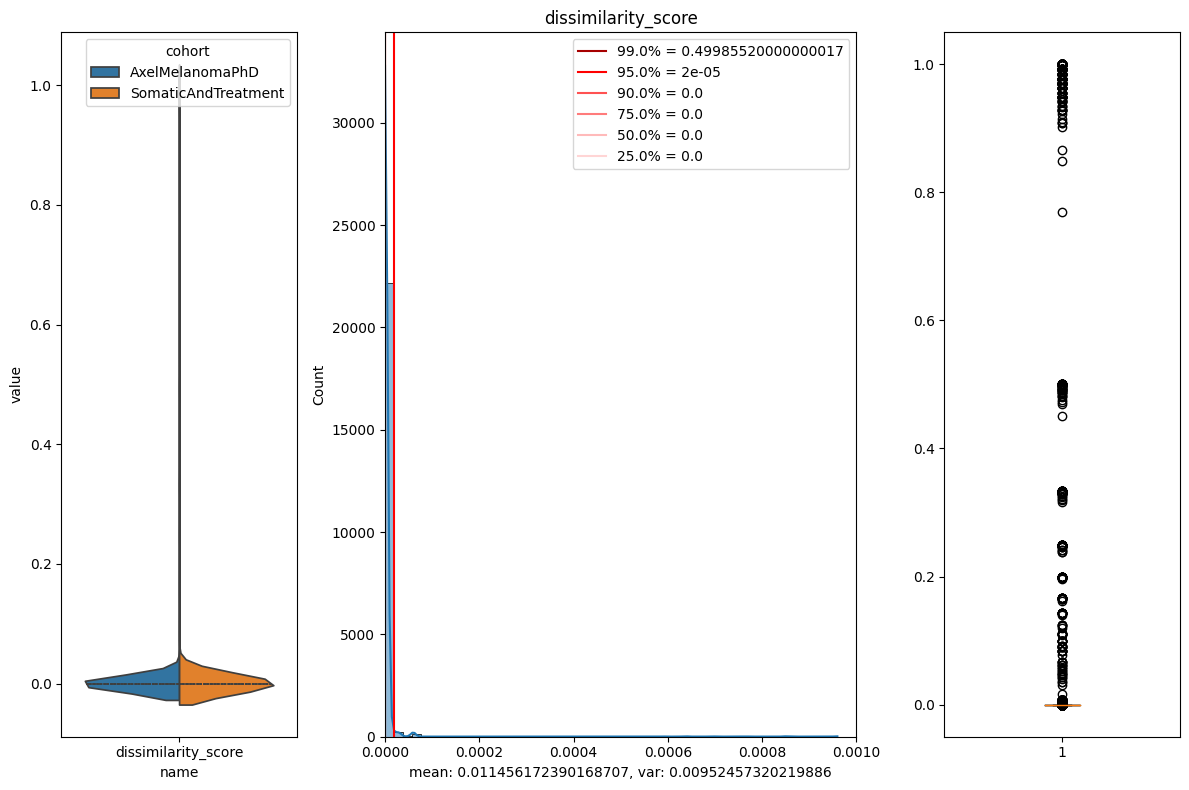 dissimilarity_score
cohort
AxelMelanomaPhD
SomaticAndTreatment
1.0
0.8
0.6
0.4
0.2
0.0
value
dissimilarity_score
name
99.0% = 0.49985520000000017
95.0% = 2e-05
90.0% = 0.0
75.0% = 0.0
50.0% = 0.0
25.0% = 0.0
30000
25000
20000
15000
10000
5000
0
Count
0.0000 0.0002 0.0004 0.0006 0.0008 0.0010
mean: 0.011456172390168707, var: 0.00952457320219886
1.0
0.8
0.6
0.4
0.2
0.0
1